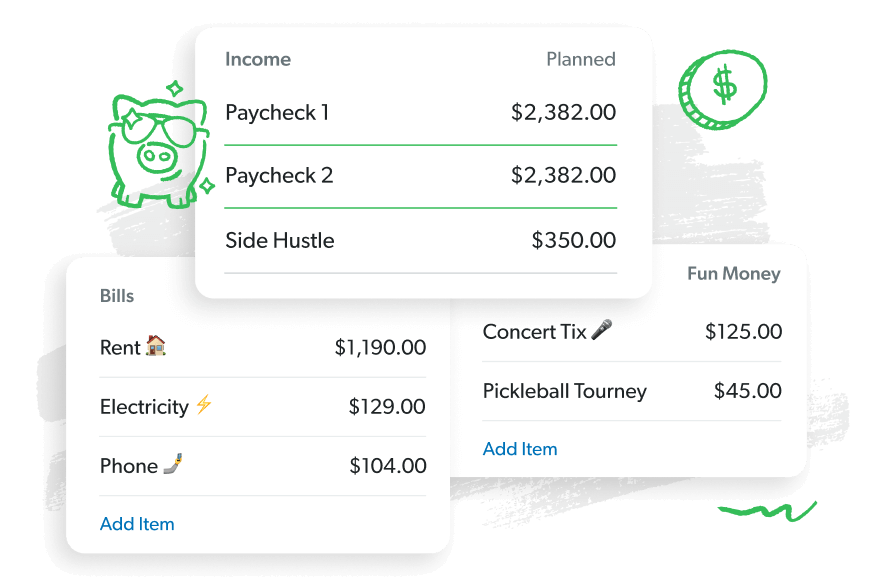 Income Planned
Paycheck 1 $2,382.00
Paycheck 2 $2,382.00
Side Hustle $350.00
Bills
Rent 🏠 $1,190.00
Electricity ⚡ $129.00
Phone 🤳 $104.00
Add Item
Fun Money
Concert Tix 🎤 $125.00
Pickleball Tourney $45.00
Add Item
$